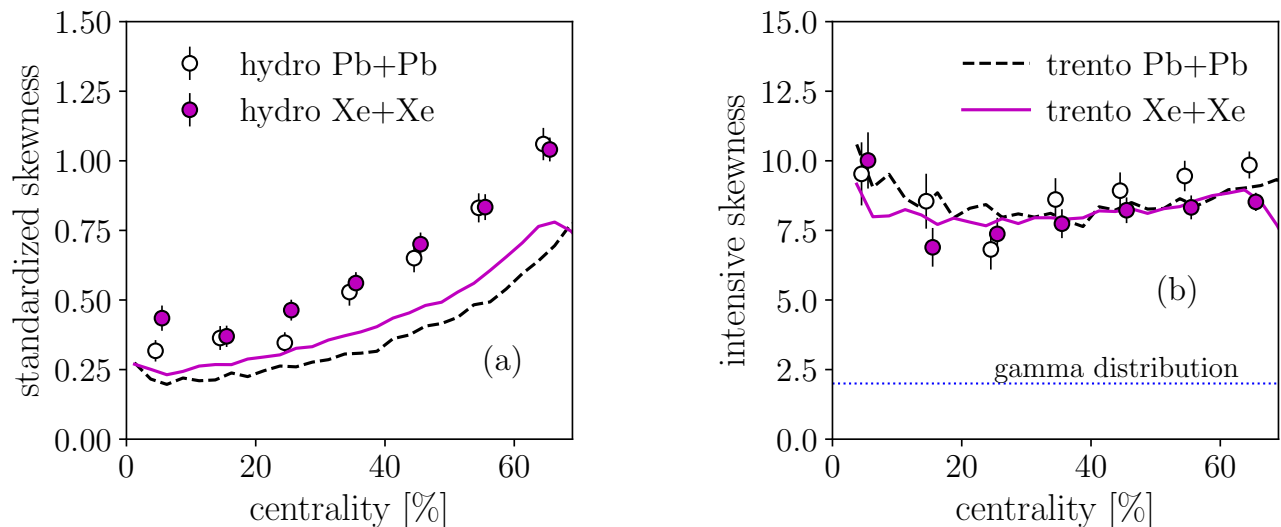 standardized skewness
1.50
1.25
1.00
0.75
0.50
0.25
0.00
hydro Pb+Pb
hydro Xe+Xe
(a)
0 20 40 60
centrality [%]
intensive skewness
15.0
12.5
10.0
7.5
5.0
2.5
0.0
trento Pb+Pb
trento Xe+Xe
(b)
gamma distribution
0 20 40 60
centrality [%]